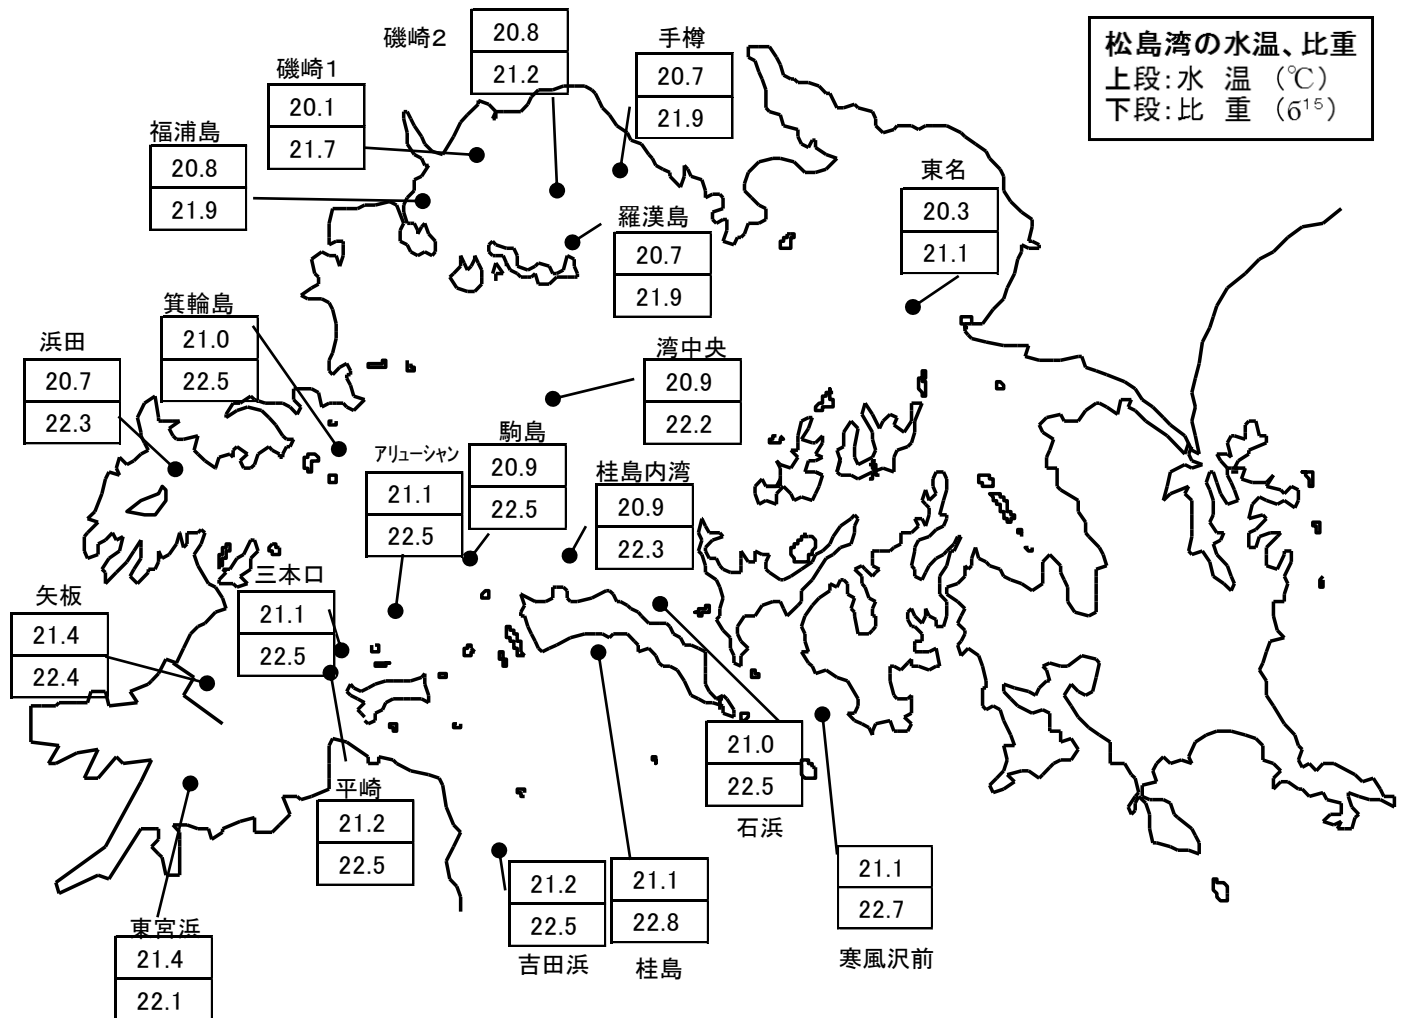 松島湾の水温、比重
上段:水 温 (℃)
下段:比 重 (б¹⁵)
磯崎2
20.8
21.2
手樽
20.7
21.9
磯崎1
20.1
21.7
福浦島
20.8
21.9
東名
20.3
21.1
羅漢島
20.7
21.9
箕輪島
21.0
22.5
浜田
20.7
22.3
湾中央
20.9
22.2
駒島
20.9
22.5
アリューシャン
21.1
22.5
桂島内湾
20.9
22.3
三本口
21.1
22.5
矢板
21.4
22.4
21.0
22.5
石浜
平崎
21.2
22.5
21.2
22.5
吉田浜
21.1
22.8
桂島
21.1
22.7
寒風沢前
東宮浜
21.4
22.1